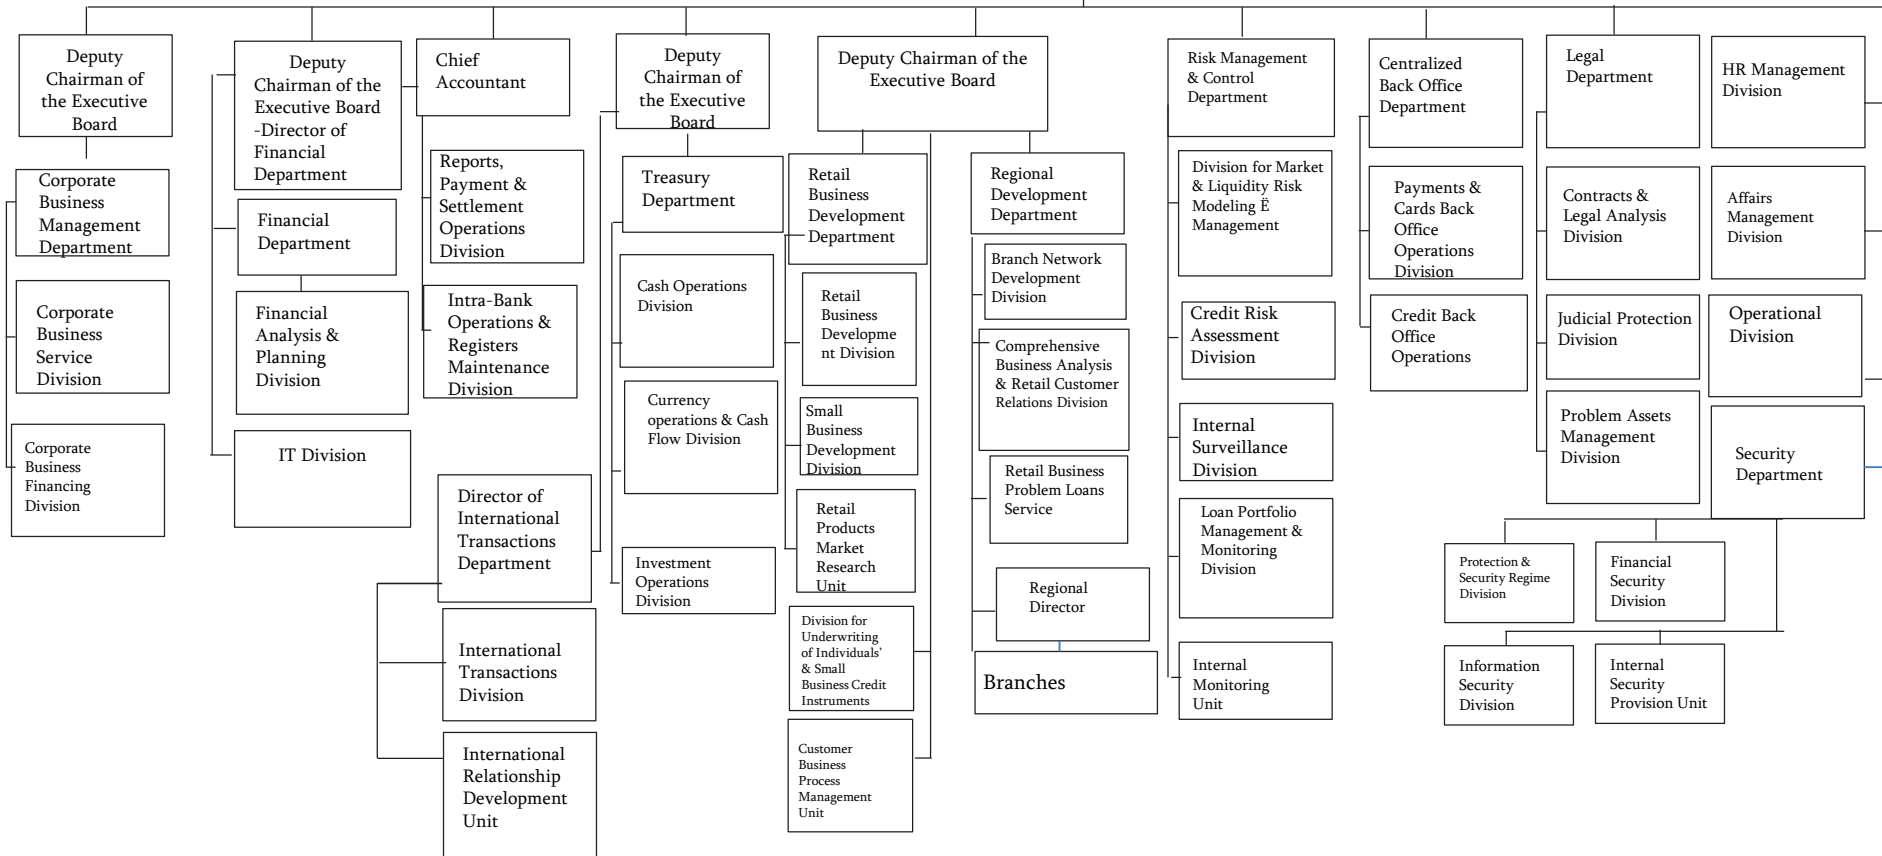 Deputy
Chairman of
the Executive
Board
Corporate
Business
Management
Department
Corporate
Business
Service
Division
Corporate
Business
Financing
Division
Deputy
Chairman of the
Executive Board
-Director of
Financial
Department
Financial
Department
Financial
Analysis &
Planning
Division
IT Division
Chief
Accountant
Reports,
Payment &
Settlement
Operations
Division
Intra-Bank
Operations &
Registers
Maintenance
Division
Director of
International
Transactions
Department
International
Transactions
Division
International
Relationship
Development
Unit
Deputy
Chairman of
the Executive
Board
Treasury
Department
Cash Operations
Division
Currency
operations & Cash
Flow Division
Investment
Operations
Division
Deputy Chairman of the
Executive Board
Retail
Business
Development
Department
Retail
Business
Developme
nt Division
Small
Business
Development
Division
Retail
Products
Market
Research
Unit
Division for
Underwriting
of Individuals'
& Small
Business Credit
Instruments
Customer
Business
Process
Management
Unit
Regional
Development
Department
Branch Network
Development
Division
Comprehensive
Business Analysis
& Retail Customer
Relations Division
Retail Business
Problem Loans
Service
Regional
Director
Branches
Risk Management
& Control
Department
Division for Market
& Liquidity Risk
Modeling Ë
Management
Credit Risk
Assessment
Division
Internal
Surveillance
Division
Loan Portfolio
Management &
Monitoring
Division
Internal
Monitoring
Unit
Centralized
Back Office
Department
Payments &
Cards Back
Office
Operations
Division
Credit Back
Office
Operations
Legal
Department
Contracts &
Legal Analysis
Division
Judicial Protection
Division
Problem Assets
Management
Division
HR Management
Division
Affairs
Management
Division
Operational
Division
Security
Department
Protection &
Security Regime
Division
Financial
Security
Division
Information
Security
Division
Internal
Security
Provision Unit